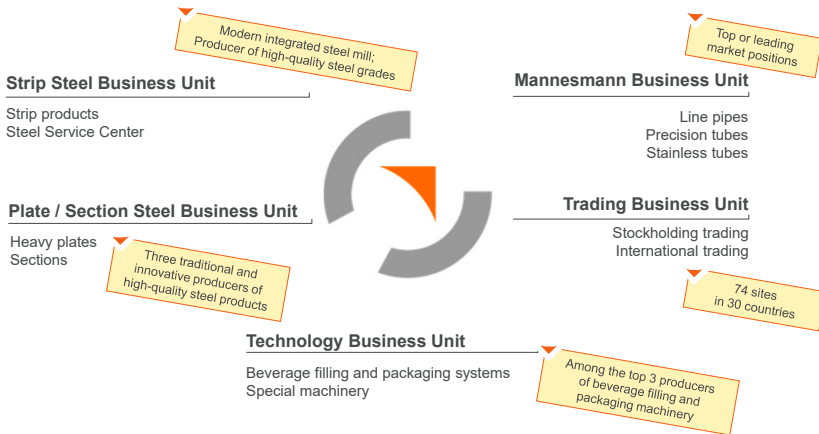 Modern integrated steel mill;
Producer of high-quality steel grades
Strip Steel Business Unit
Strip products
Steel Service Center
Top or leading
market positions
Mannesmann Business Unit
Line pipes
Precision tubes
Stainless tubes
Plate / Section Steel Business Unit
Heavy plates
Sections
Three traditional and
innovative producers of
high-quality steel products
Trading Business Unit
Stockholding trading
International trading
74 sites
in 30 countries
Technology Business Unit
Beverage filling and packaging systems
Special machinery
Among the top 3 producers
of beverage filling and
packaging machinery